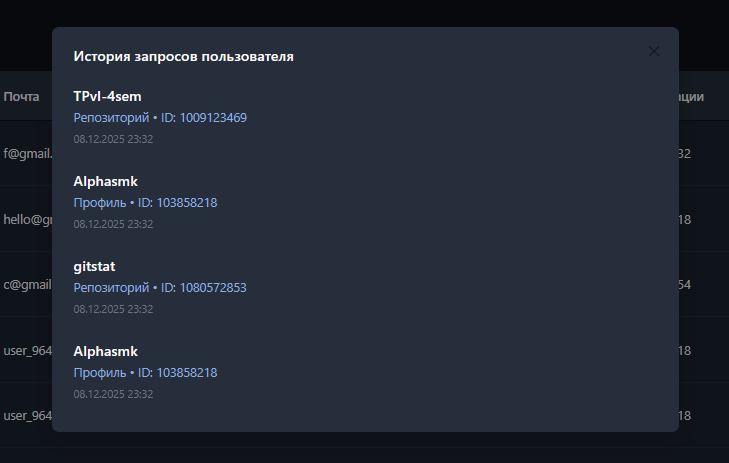 История запросов пользователя
TPvI-4sem
Репозиторий • ID: 1009123469
08.12.2025 23:32
Alphasmk
Профиль • ID: 103858218
08.12.2025 23:32
gitstat
Репозиторий • ID: 1080572853
08.12.2025 23:32
Alphasmk
Профиль • ID: 103858218
08.12.2025 23:32
Почта
ции
f@gmail.
32
hello@gr
18
c@gmail
54
user_964
18
user_964
18